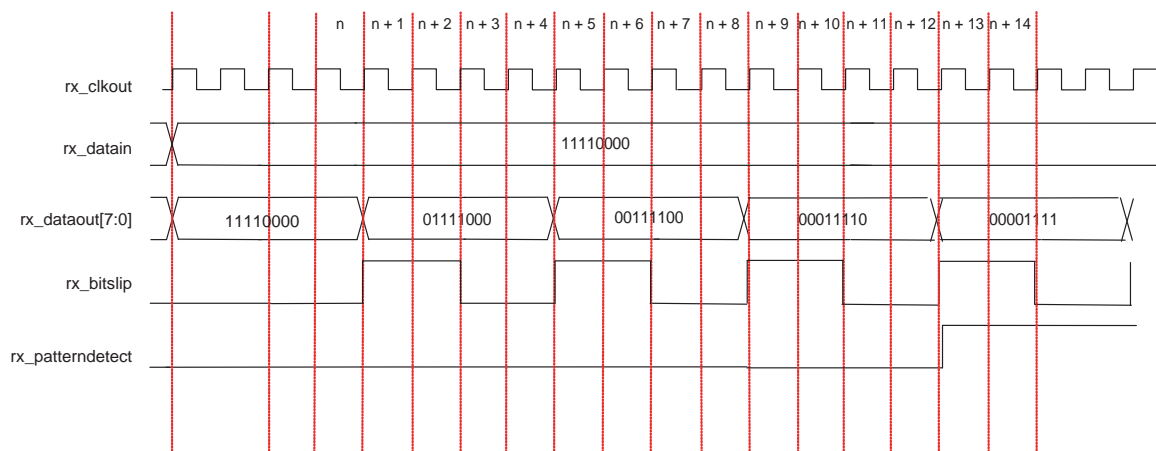 n n + 1 n + 2 n + 3 n + 4 n + 5 n + 6 n + 7 n + 8 n + 9 n + 10 n + 11 n + 12 n + 13 n + 14
rx_clkout
rx_datain 11110000
rx_dataout[7:0] 11110000 01111000 00111100 00011110 00001111
rx_bitslip
rx_patterndetect